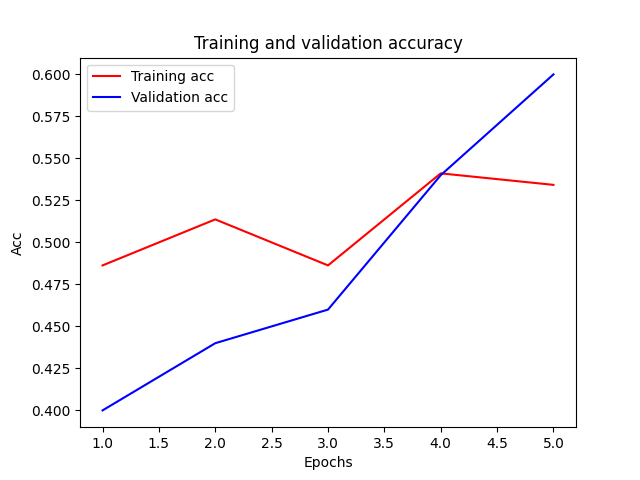 Training and validation accuracy
Training acc
Validation acc
0.600
0.575
0.550
0.525
0.500
0.475
0.450
0.425
0.400
Acc
1.0 1.5 2.0 2.5 3.0 3.5 4.0 4.5 5.0
Epochs